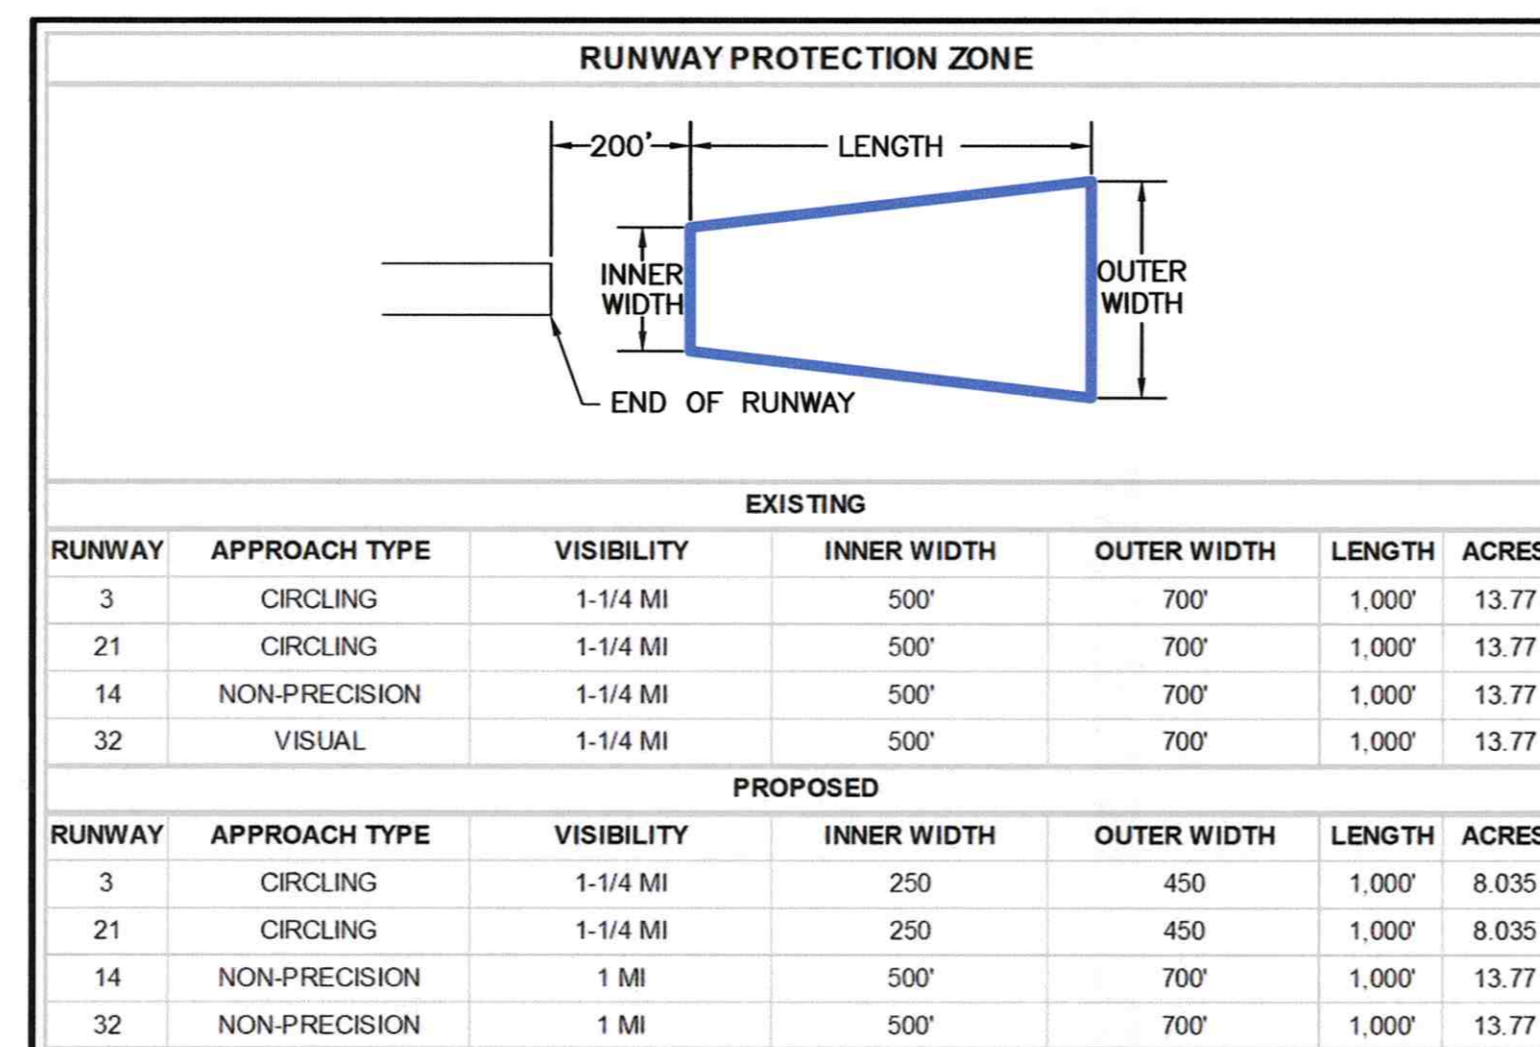 RUNWAY PROTECTION ZONE
200' LENGTH
INNER WIDTH
OUTER WIDTH
END OF RUNWAY
EXISTING
RUNWAY APPROACH TYPE VISIBILITY INNER WIDTH OUTER WIDTH LENGTH ACRES
3 CIRCLING 1-1/4 MI 500' 700' 1,000' 13.77
21 CIRCLING 1-1/4 MI 500' 700' 1,000' 13.77
14 NON-PRECISION 1-1/4 MI 500' 700' 1,000' 13.77
32 VISUAL 1-1/4 MI 500' 700' 1,000' 13.77
PROPOSED
RUNWAY APPROACH TYPE VISIBILITY INNER WIDTH OUTER WIDTH LENGTH ACRES
3 CIRCLING 1-1/4 MI 250 450 1,000' 8.035
21 CIRCLING 1-1/4 MI 250 450 1,000' 8.035
14 NON-PRECISION 1 MI 500' 700' 1,000' 13.77
32 NON-PRECISION 1 MI 500' 700' 1,000' 13.77